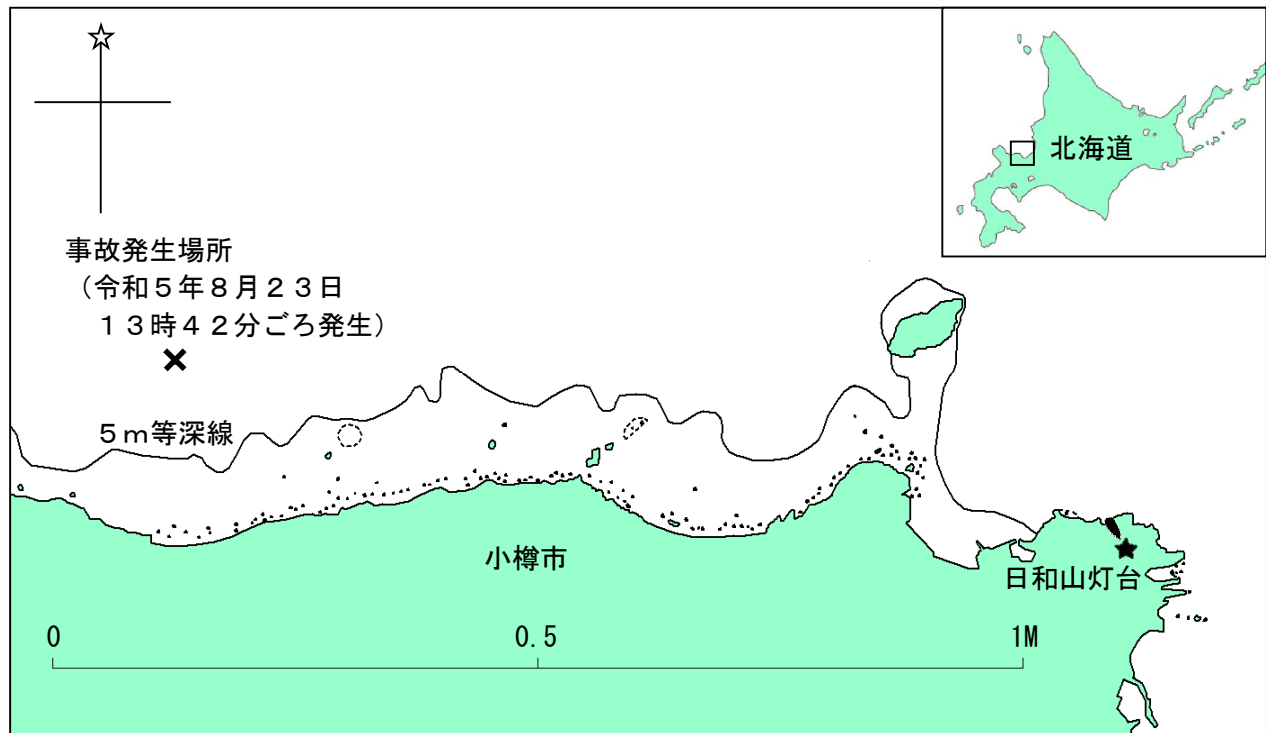 北海道
事故発生場所
（令和５年８月２３日
１３時４２分ごろ発生）
５ｍ等深線
小樽市
日和山灯台
0 0.5 1M